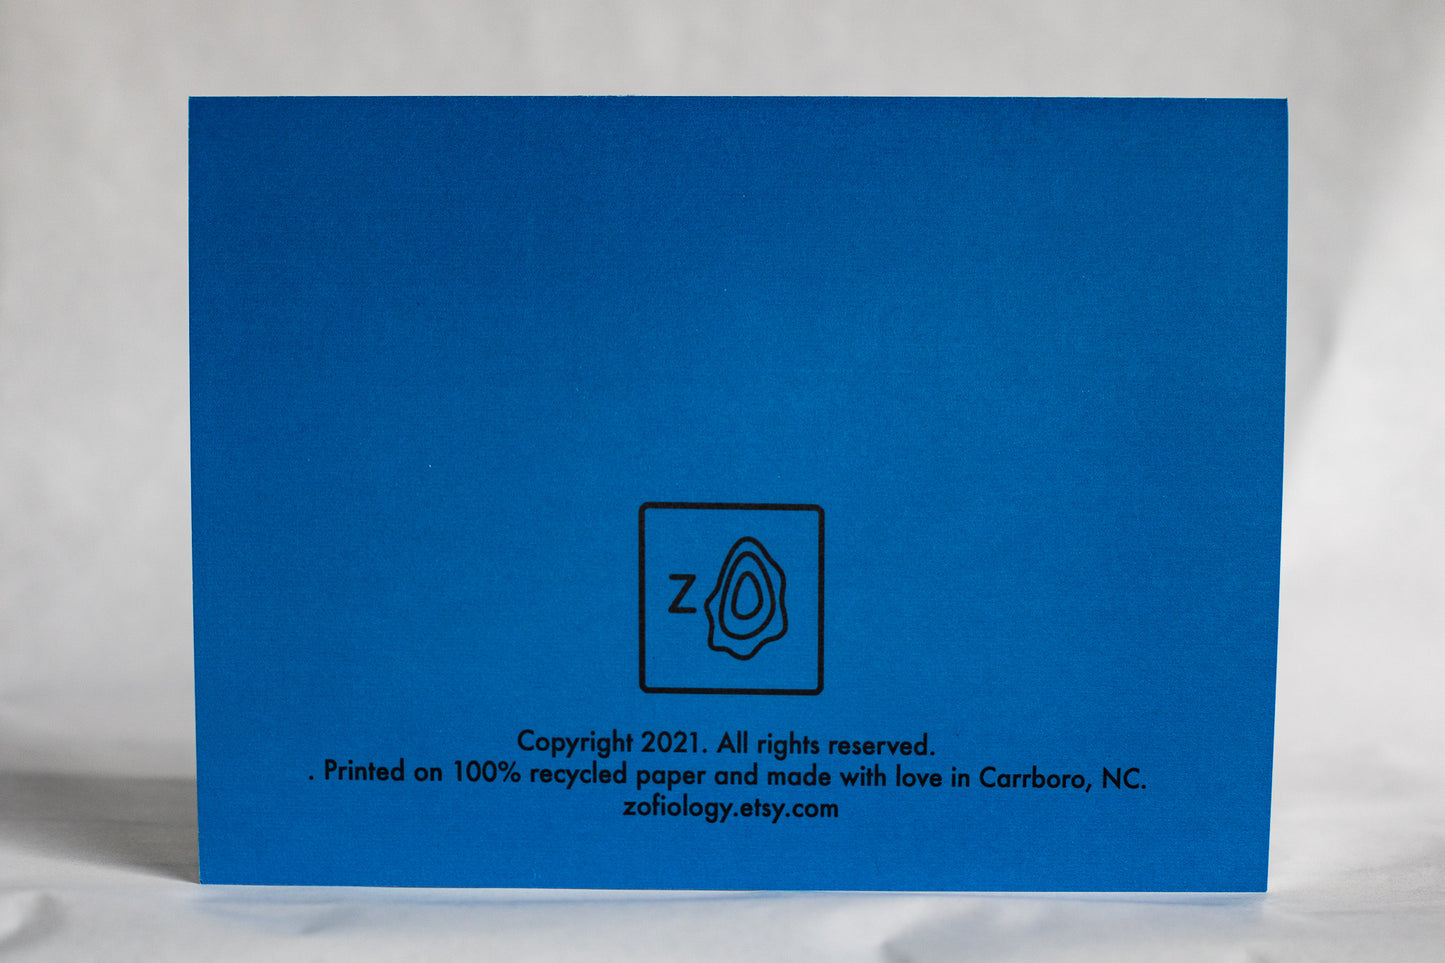 Z
Copyright 2021. All rights reserved.
. Printed on 100% recycled paper and made with love in Carrboro, NC.
zofiology.etsy.com